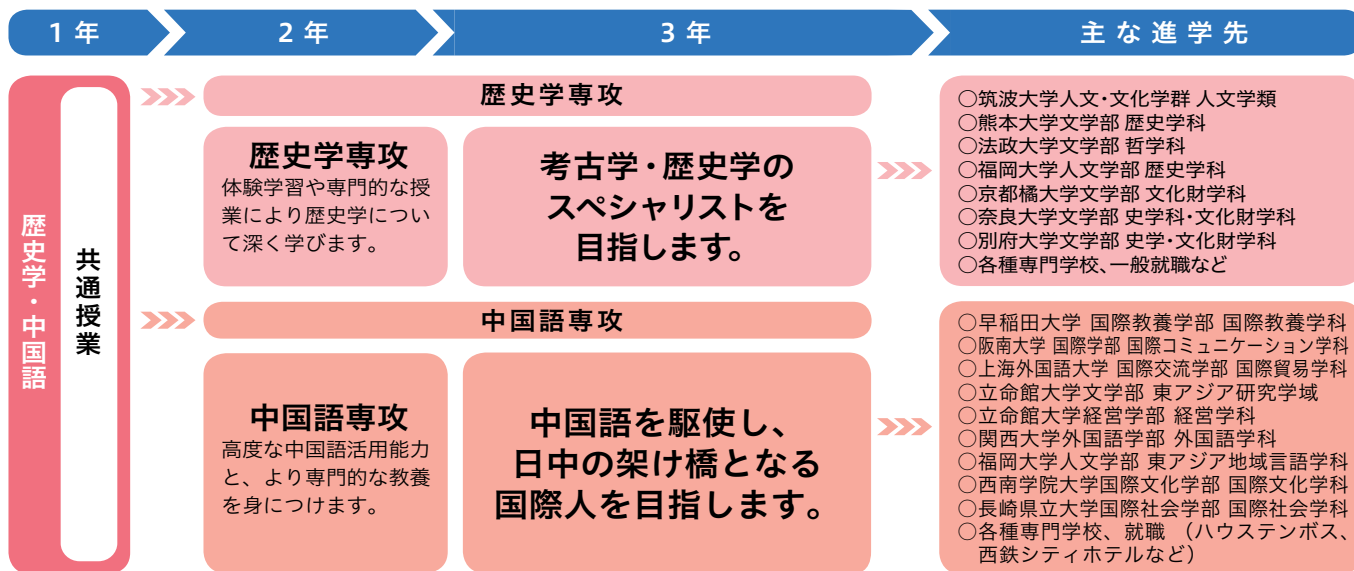 1年
2年
3年
主な進学先
歴史学・中国語
共通授業
歴史学専攻
歴史学専攻
体験学習や専門的な授
業により歴史学につい
て深く学びます。
考古学・歴史学の
スペシャリストを
目指します。
○筑波大学人文・文化学群 人文学類
○熊本大学文学部 歴史学科
○法政大学文学部 哲学科
○福岡大学人文学部 歴史学科
○京都橘大学文学部 文化財学科
○奈良大学文学部 史学科・文化財学科
○別府大学文学部 史学・文化財学科
○各種専門学校、一般就職など
中国語専攻
中国語専攻
高度な中国語活用能力
と、より専門的な教養
を身につけます。
中国語を駆使し、
日中の架け橋となる
国際人を目指します。
○早稲田大学 国際教養学部 国際教養学科
○阪南大学 国際学部 国際コミュニケーション学科
○上海外国語大学 国際交流学部 国際貿易学科
○立命館大学文学部 東アジア研究学域
○立命館大学経営学部 経営学科
○関西大学外国語学部 外国語学科
○福岡大学人文学部 東アジア地域言語学科
○西南学院大学国際文化学部 国際文化学科
○長崎県立大学国際社会学部 国際社会学科
○各種専門学校、就職 （ハウステンボス、
西鉄シティホテルなど）